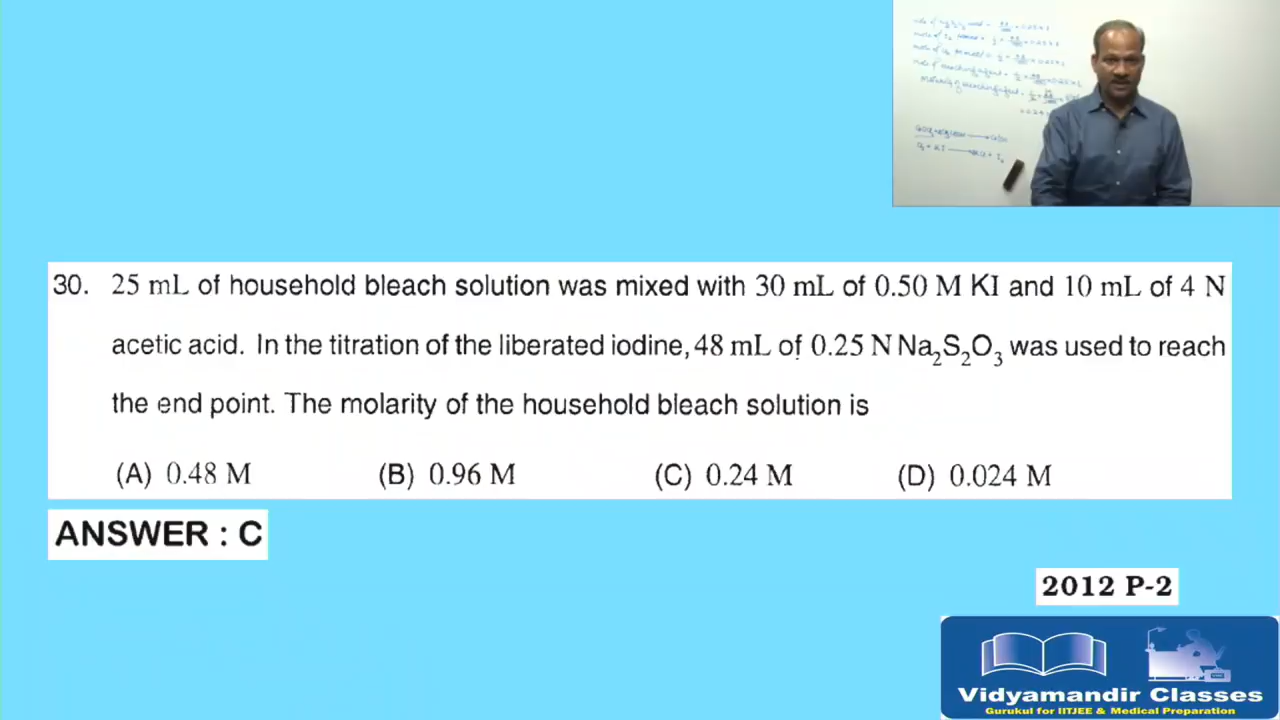 30. 25 mL of household bleach solution was mixed with 30 mL of 0.50 M KI and 10 mL of 4 N
acetic acid. In the titration of the liberated iodine, 48 mL of 0.25 N Na₂S₂O₃ was used to reach
the end point. The molarity of the household bleach solution is
(A) 0.48 M (B) 0.96 M (C) 0.24 M (D) 0.024 M
ANSWER : C
2012 P-2
Vidyamandir Classes
Gurukul for IITJEE & Medical Preparation